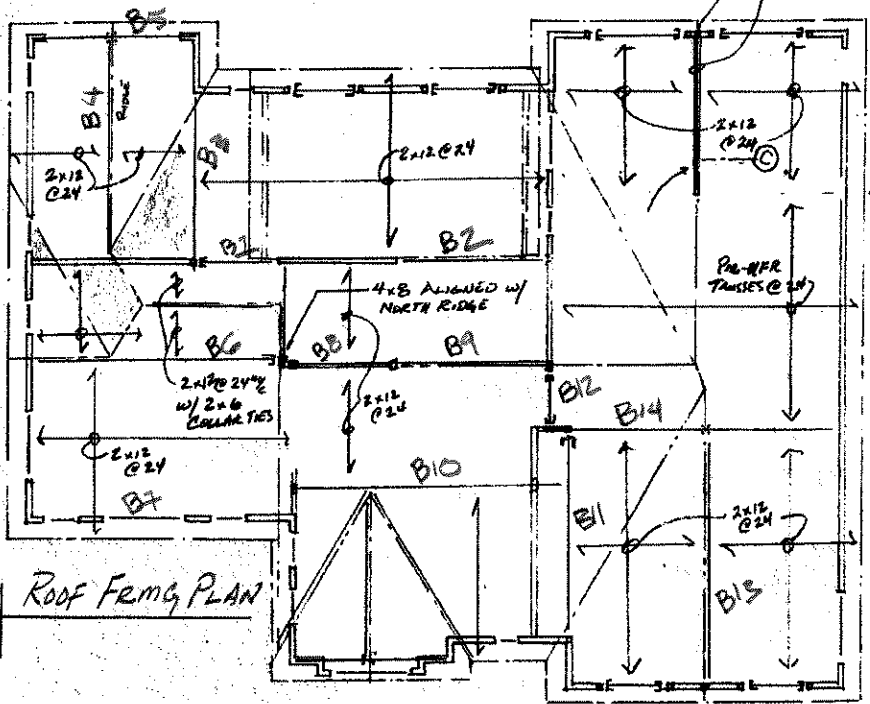 B5
B4
RIDGE
B3
2x12
@24
2x12 @24
2x12
@24
C
B1
B2
4x8 ALIGNED W/
NORTH RIDGE
PRE-MFR
TRUSSES @ 24
B6
B8
B9
2x12 @ 24"%
W/ 2x6
COLLAR TIES
2x12
@24
B12
B14
2x12
@24
B10
B7
B11
2x12
@24
B13
ROOF FRMG PLAN